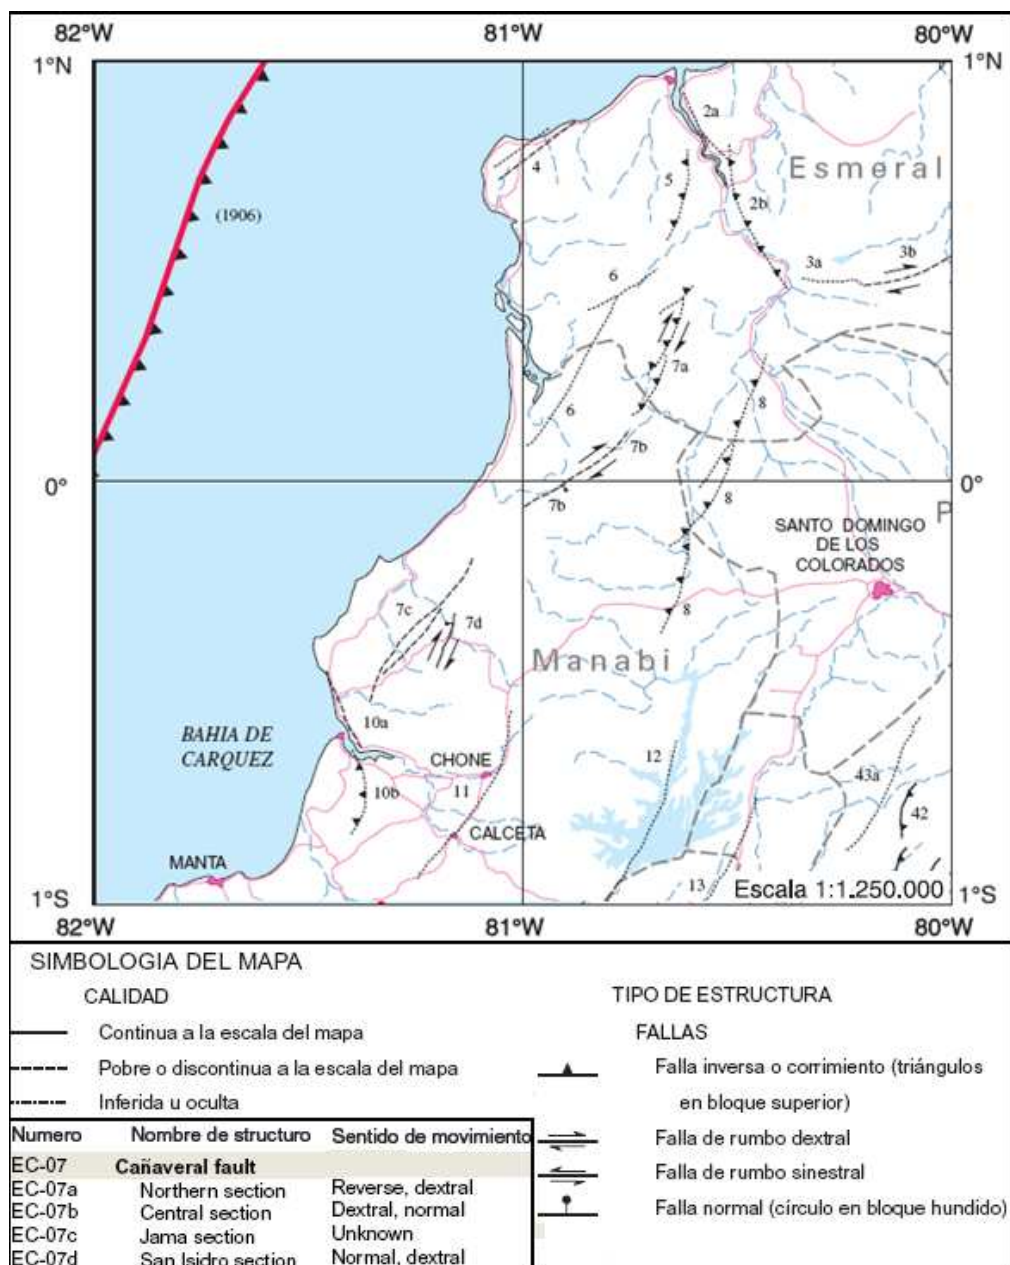 82°W 81°W 80°W
1°N 1°N
2a
Esmeral
4
5
(1906)
2b
3a 3b
6
7a
6
8
7b
0° 0°
7b
8
P
SANTO DOMINGO
DE LOS
COLORADOS
7c
7d
8
Manabi
10a
BAHIA DE
CARQUEZ
CHONE
12
43a
10b
11
42
CALCETA
MANTA
13
Escala 1:1.250.000
1°S 1°S
82°W 81°W 80°W
SIMBOLOGIA DEL MAPA
CALIDAD
Continua a la escala del mapa
Pobre o discontinua a la escala del mapa
Inferida u oculta
TIPO DE ESTRUCTURA
FALLAS
Falla inversa o corrimiento (triángulos
en bloque superior)
Falla de rumbo dextral
Falla de rumbo sinestral
Falla normal (círculo en bloque hundido)
Numero Nombre de structuro Sentido de movimiento
EC-07 Cañaveral fault
EC-07a Northern section Reverse, dextral
EC-07b Central section Dextral, normal
EC-07c Jama section Unknown
EC-07d San Isidro section Normal, dextral